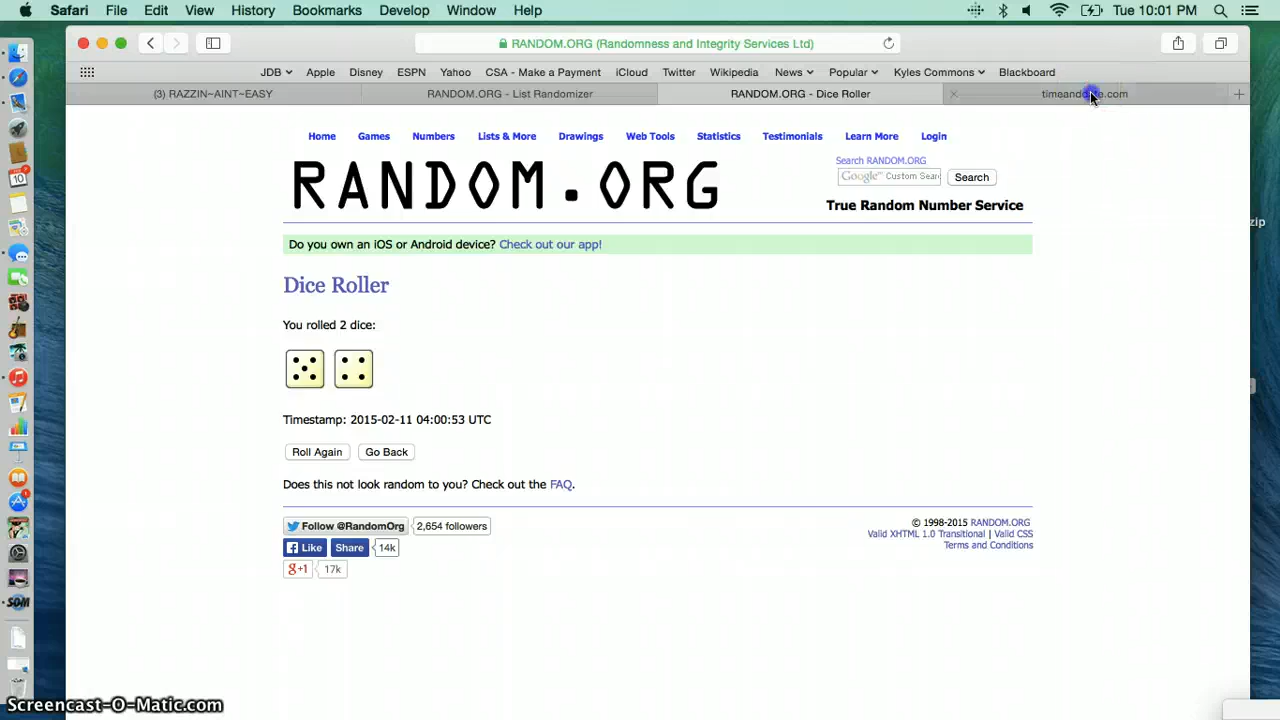 Safari File Edit View History Bookmarks Develop Window Help Tue 10:01 PM
RANDOM.ORG (Randomness and Integrity Services Ltd)
JDB Apple Disney ESPN Yahoo CSA - Make a Payment iCloud Twitter Wikipedia News Popular Kyles Commons Blackboard
(3) RAZZIN~AINT~EASY RANDOM.ORG - List Randomizer RANDOM.ORG - Dice Roller
Home Games Numbers Lists & More Drawings Web Tools Statistics Testimonials Learn More Login
RANDOM.ORG
Search RANDOM.ORG
Google™ Custom Sear Search
True Random Number Service
zip
Do you own an iOS or Android device? Check out our app!
Dice Roller
You rolled 2 dice:
Timestamp: 2015-02-11 04:00:53 UTC
Roll Again Go Back
Does this not look random to you? Check out the FAQ.
Follow @RandomOrg 2,654 followers
Like Share 14k
g+1 17k
© 1998-2015 RANDOM.ORG
Valid XHTML 1.0 Transitional | Valid CSS
Terms and Conditions
Screencast-O-Matic.com